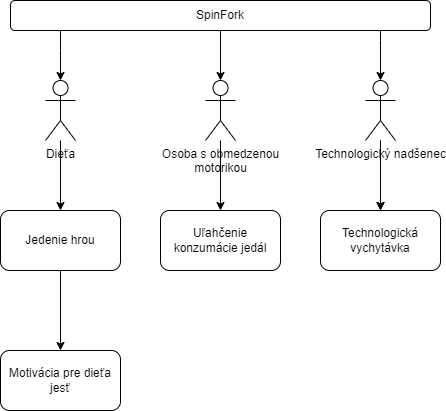 SpinFork
Dieťa
Osoba s obmedzenou
motorikou
Technologický nadšenec
Jedenie hrou
Uľahčenie
konzumácie jedál
Technologická
vychytávka
Motivácia pre dieťa
jesť